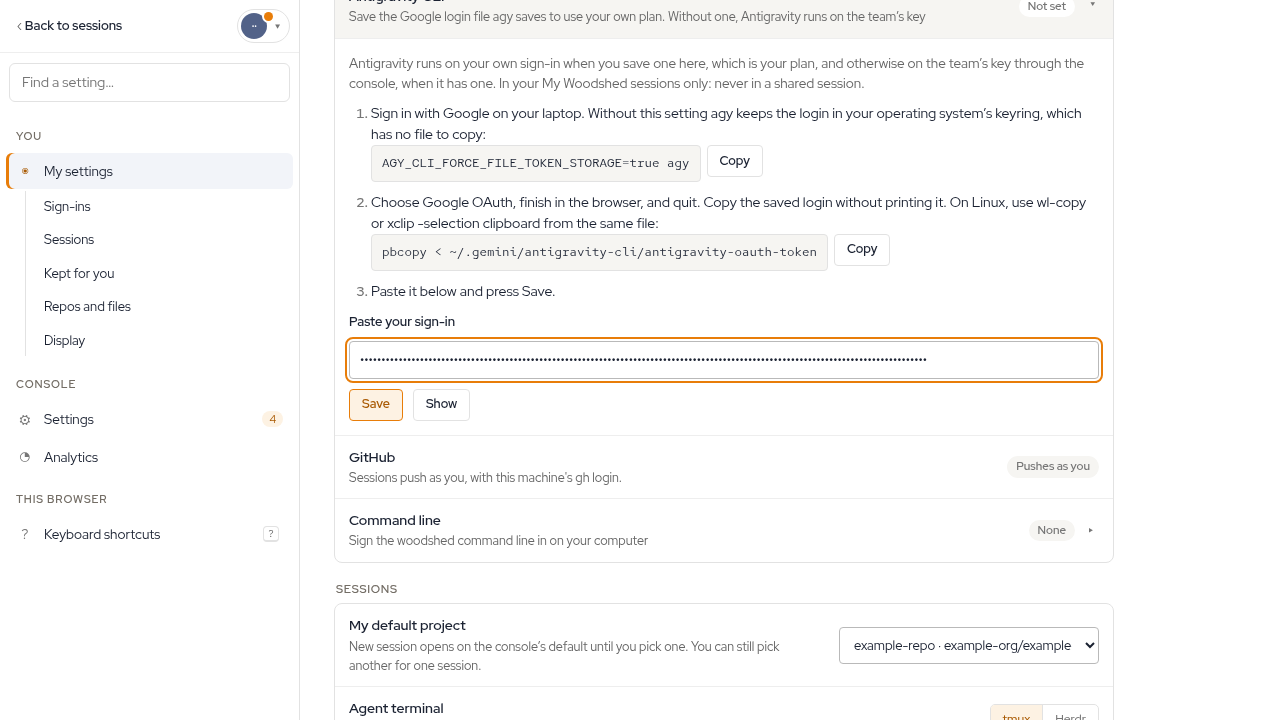 ‹ Back to sessions
Find a setting...
YOU
My settings
Sign-ins
Sessions
Kept for you
Repos and files
Display
CONSOLE
Settings
4
Analytics
THIS BROWSER
? Keyboard shortcuts
?
Save the Google login file agy saves to use your own plan. Without one, Antigravity runs on the team’s key
Not set
Antigravity runs on your own sign-in when you save one here, which is your plan, and otherwise on the team’s key through the
console, when it has one. In your My Woodshed sessions only: never in a shared session.
1. Sign in with Google on your laptop. Without this setting agy keeps the login in your operating system’s keyring, which
has no file to copy:
AGY_CLI_FORCE_FILE_TOKEN_STORAGE=true agy
Copy
2. Choose Google OAuth, finish in the browser, and quit. Copy the saved login without printing it. On Linux, use wl-copy
or xclip -selection clipboard from the same file:
pbcopy < ~/.gemini/antigravity-cli/antigravity-oauth-token
Copy
3. Paste it below and press Save.
Paste your sign-in
Save
Show
GitHub
Sessions push as you, with this machine's gh login.
Pushes as you
Command line
Sign the woodshed command line in on your computer
None
SESSIONS
My default project
New session opens on the console’s default until you pick one. You can still pick
another for one session.
example-repo · example-org/example
Agent terminal
tmux
Herdr